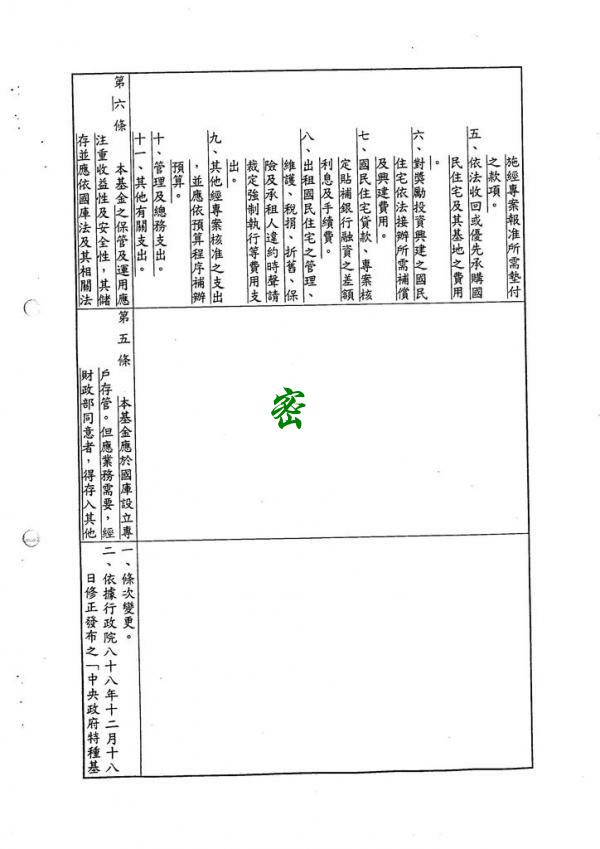 施經專案報准所需墊付
之款項。
五、依法收回或優先承購國
民住宅及其基地之費用
。
六、對獎勵投資興建之國民
住宅依法接辦所需補償
及興建費用。
七、國民住宅貸款、專案核
定貼補銀行融資之差額
利息及手續費。
八、出租國民住宅之管理、
維護、稅捐、折舊、保
險及承租人違約時聲請
裁定強制執行等費用支
出。
九、其他經專案核准之支出
，並應依預算程序補辦
預算。
十、管理及總務支出。
十一、其他有關支出。
第六條　本基金之保管及運用應
注重收益性及安全性，其儲
存並應依國庫法及其相關法
第五條　本基金應於國庫設立專
戶存管。但應業務需要，經
財政部同意者，得存入其他
一、條次變更。
二、依據行政院八十八年十二月十八
日修正發布之「中央政府特種基
密